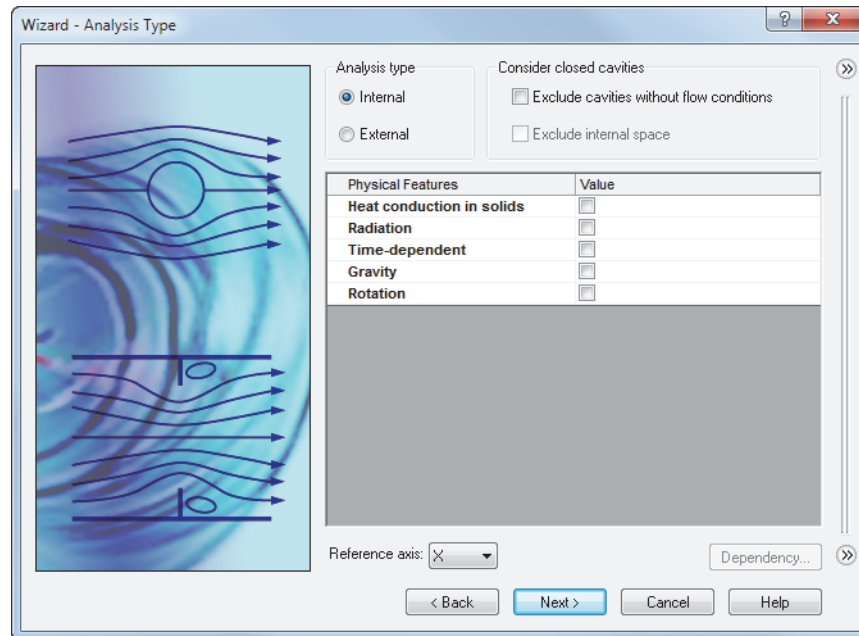 Wizard - Analysis Type
?
Analysis type
Internal
External
Consider closed cavities
Exclude cavities without flow conditions
Exclude internal space
Physical Features Value
Heat conduction in solids
Radiation
Time-dependent
Gravity
Rotation
Reference axis: X
Dependency...
< Back Next > Cancel Help